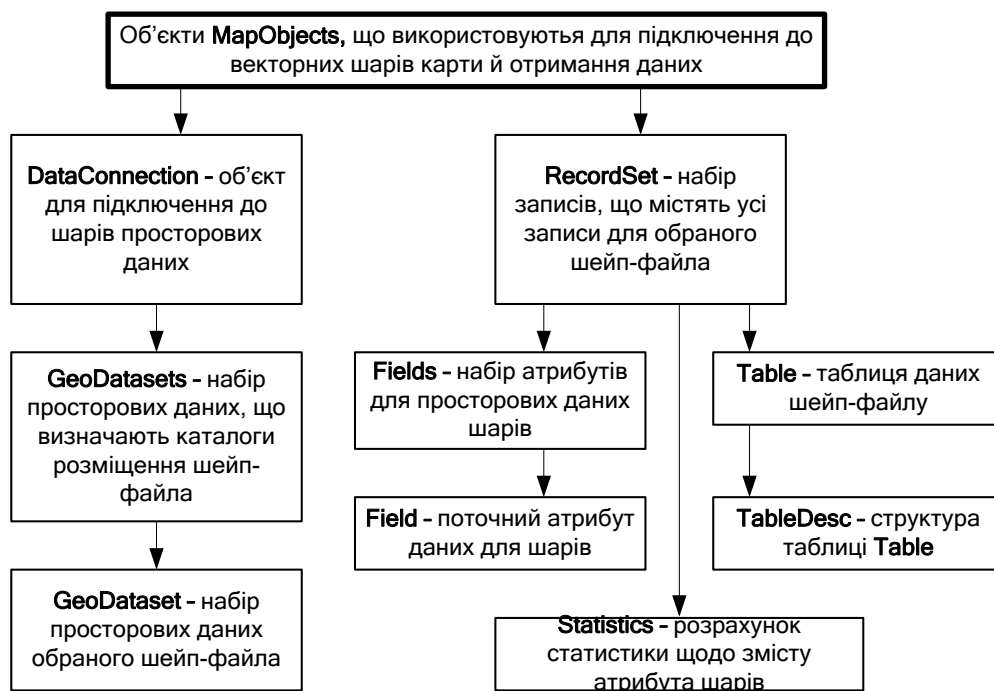 Об’єкти MapObjects, що використовуютья для підключення до
векторних шарів карти й отримання даних
DataConnection – об’єкт
для підключення до
шарів просторових
даних
RecordSet – набір
записів, що містять усі
записи для обраного
шейп-файла
GeoDatasets – набір
просторових даних, що
визначають каталоги
розміщення шейп-
файла
Fields – набір атрибутів
для просторових даних
шарів
Table – таблиця даних
шейп-файлу
Field – поточний атрибут
даних для шарів
TableDesc – структура
таблиці Table
GeoDataset – набір
просторових даних
обраного шейп-файла
Statistics – розрахунок
статистики щодо змісту
атрибута шарів